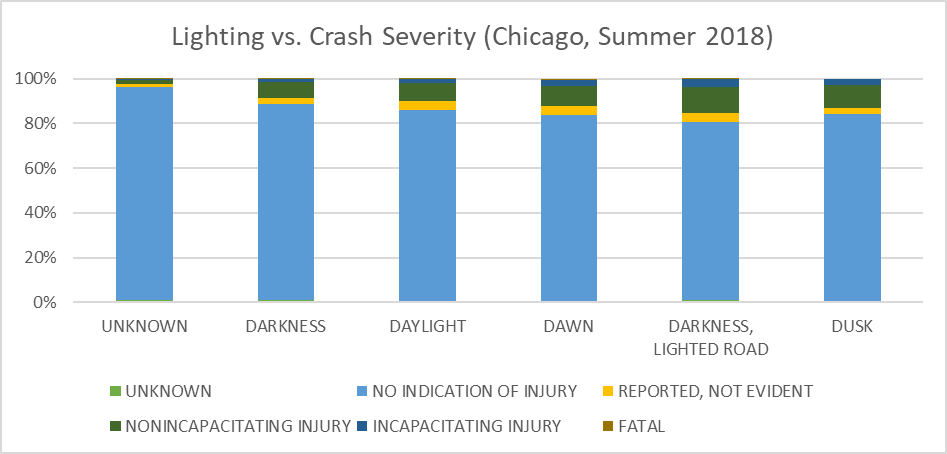 Lighting vs. Crash Severity (Chicago, Summer 2018)
100%
80%
60%
40%
20%
0%
UNKNOWN DARKNESS DAYLIGHT DAWN DARKNESS, DUSK
LIGHTED ROAD
UNKNOWN NO INDICATION OF INJURY REPORTED, NOT EVIDENT
NONINCAPACITATING INJURY INCAPACITATING INJURY FATAL